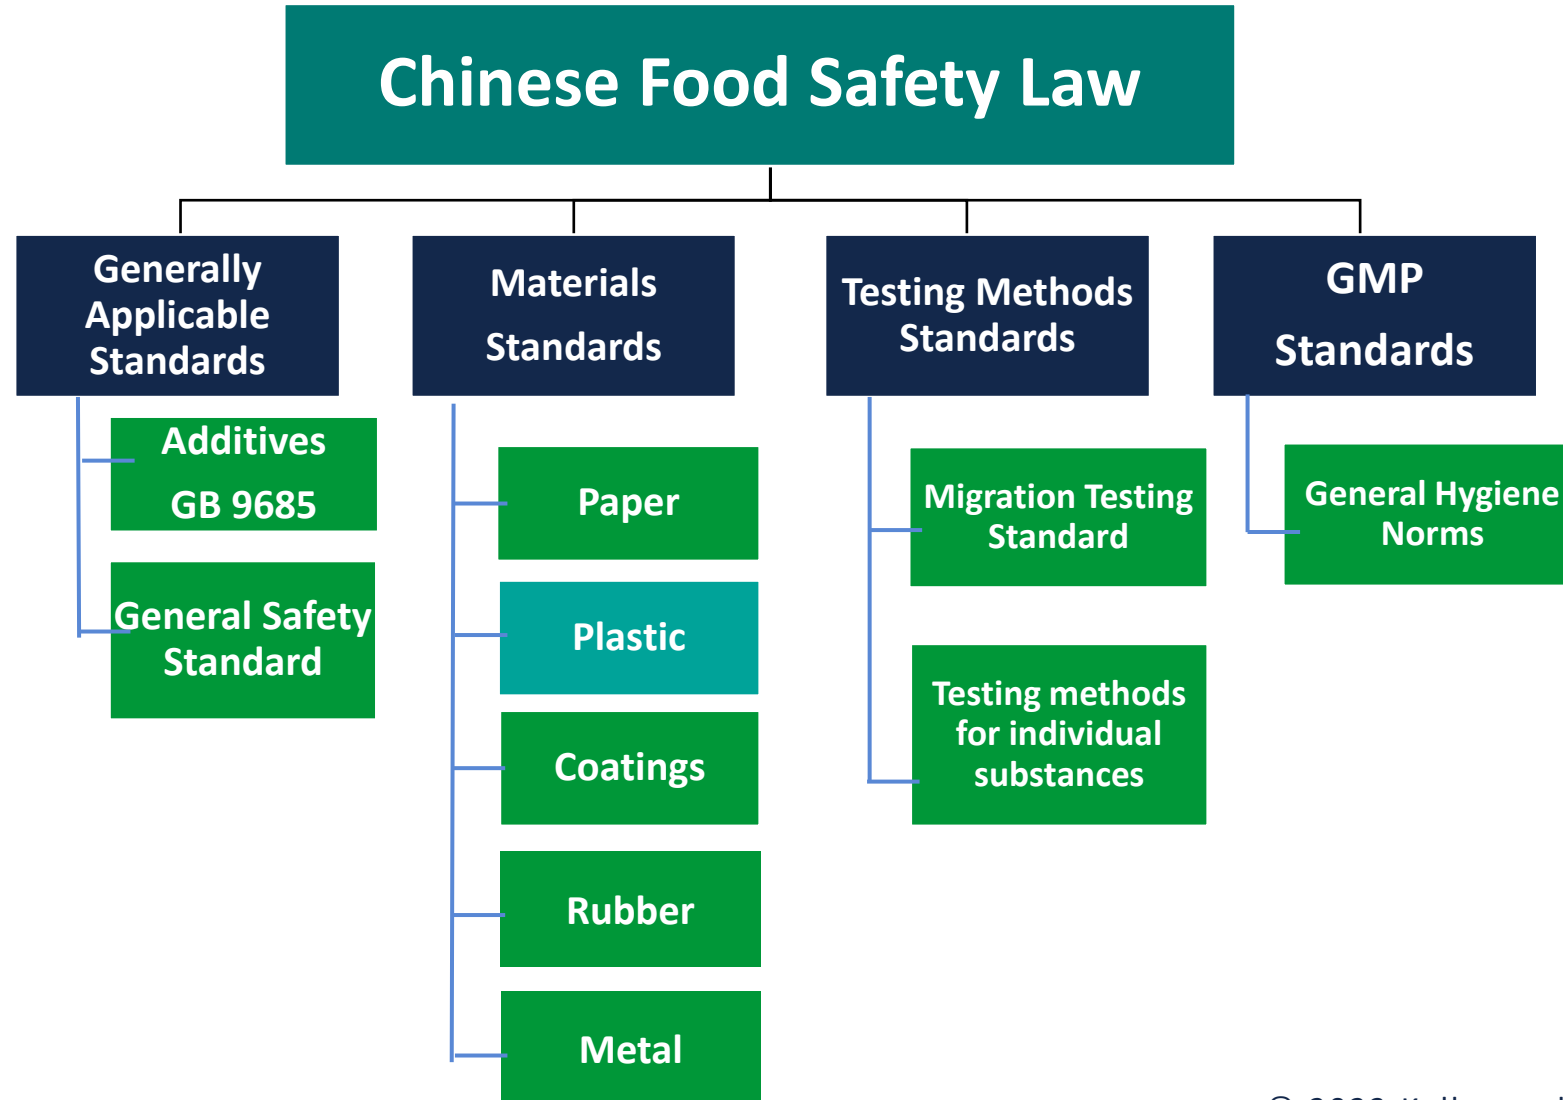 Chinese Food Safety Law
Generally
Applicable
Standards
Additives
GB 9685
General Safety
Standard
Materials
Standards
Paper
Plastic
Coatings
Rubber
Metal
Testing Methods
Standards
Migration Testing
Standard
Testing methods
for individual
substances
GMP
Standards
General Hygiene
Norms